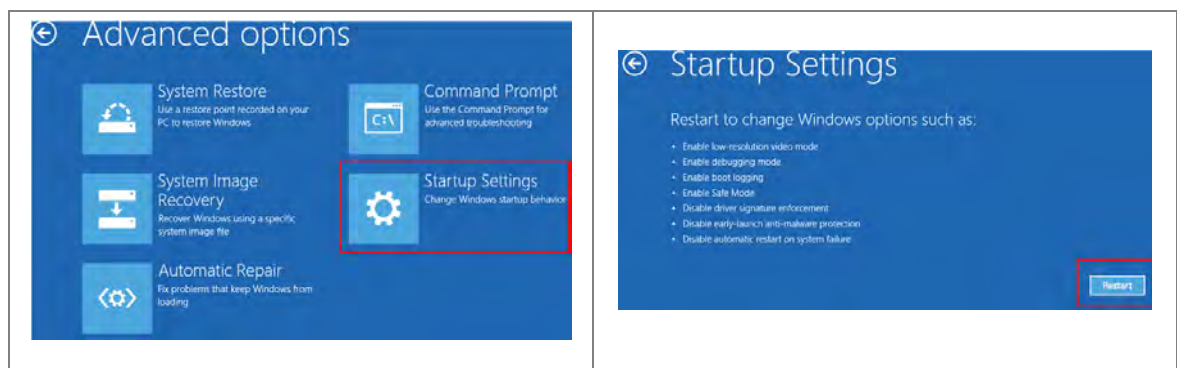 Advanced options
System Restore
Use a restore point recorded on your
PC to restore Windows
Command Prompt
Use the Command Prompt for
advanced troubleshooting
C:\
System Image
Recovery
Recover Windows using a specific
system image file
Startup Settings
Change Windows startup behavior
Automatic Repair
Fix problems that keep Windows from
loading
Startup Settings
Restart to change Windows options such as:
• Enable low-resolution video mode
• Enable debugging mode
• Enable boot logging
• Enable Safe Mode
• Disable driver signature enforcement
• Disable early-launch anti-malware protection
• Disable automatic restart on system failure
Restart